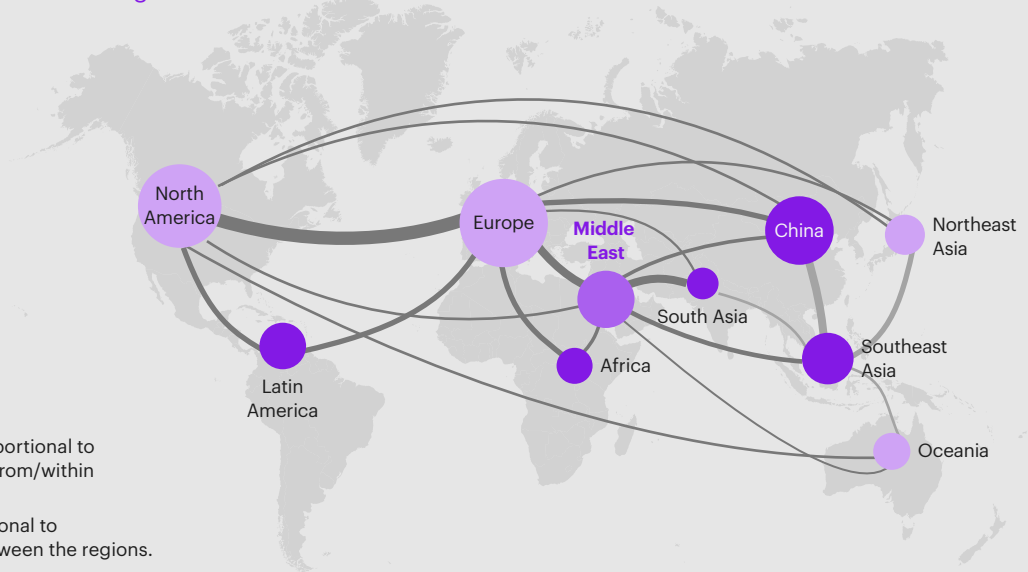 North
America
Europe
Middle
East
China
Northeast
Asia
South Asia
Southeast
Asia
Africa
Latin
America
Oceania
portional to
rom/within
onal to
ween the regions.